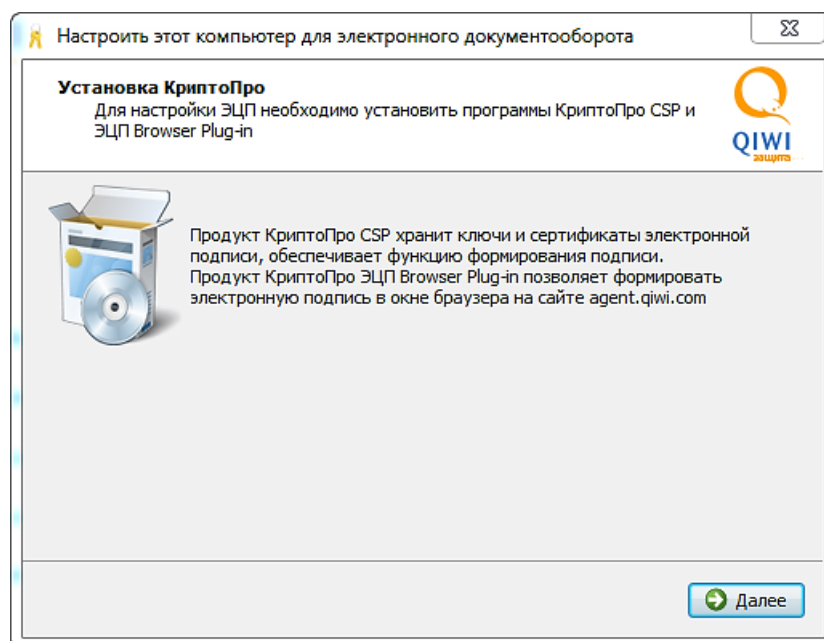 Настроить этот компьютер для электронного документооборота
Установка КриптоПро
Для настройки ЭЦП необходимо установить программы КриптоПро CSP и
ЭЦП Browser Plug-in
QIWI
защита
Продукт КриптоПро CSP хранит ключи и сертификаты электронной
подписи, обеспечивает функцию формирования подписи.
Продукт КриптоПро ЭЦП Browser Plug-in позволяет формировать
электронную подпись в окне браузера на сайте agent.qiwi.com
Далее